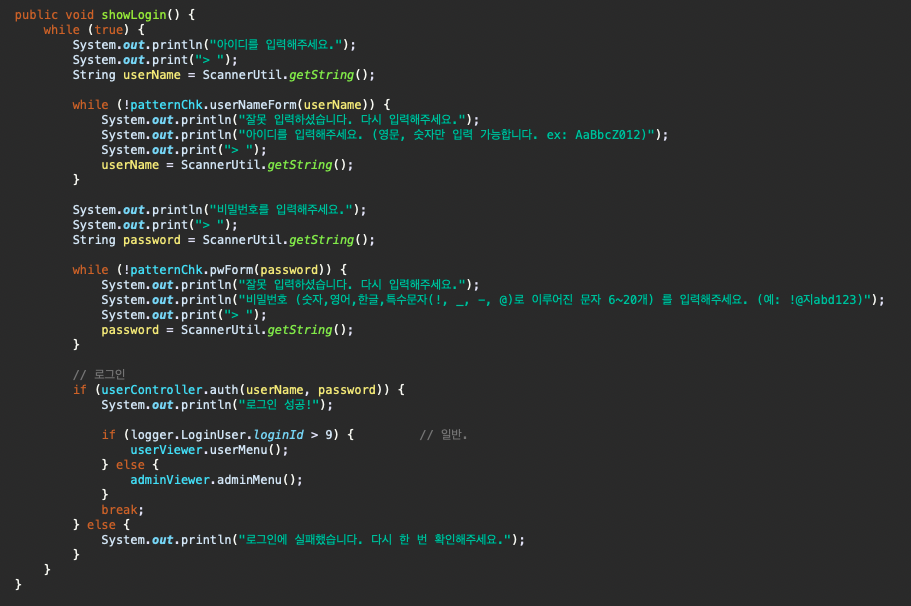 public void showLogin() {
    while (true) {
        System.out.println("아이디를 입력해주세요.");
        System.out.print("> ");
        String userName = ScannerUtil.getString();

        while (!patternChk.userNameForm(userName)) {
            System.out.println("잘못 입력하셨습니다. 다시 입력해주세요.");
            System.out.println("아이디를 입력해주세요. (영문, 숫자만 입력 가능합니다. ex: AaBbcZ012)");
            System.out.print("> ");
            userName = ScannerUtil.getString();
        }

        System.out.println("비밀번호를 입력해주세요.");
        System.out.print("> ");
        String password = ScannerUtil.getString();

        while (!patternChk.pwForm(password)) {
            System.out.println("잘못 입력하셨습니다. 다시 입력해주세요.");
            System.out.println("비밀번호 (숫자,영어,한글,특수문자(!, _, ~, @)로 이루어진 문자 6~20개) 를 입력해주세요. (예: !@지abd123)");
            System.out.print("> ");
            password = ScannerUtil.getString();
        }

        // 로그인
        if (userController.auth(userName, password)) {
            System.out.println("로그인 성공!");

            if (logger.LoginUser.loginId > 9) {         // 일반.
                userViewer.userMenu();
            } else {
                adminViewer.adminMenu();
            }
            break;
        } else {
            System.out.println("로그인에 실패했습니다. 다시 한 번 확인해주세요.");
        }
    }
}